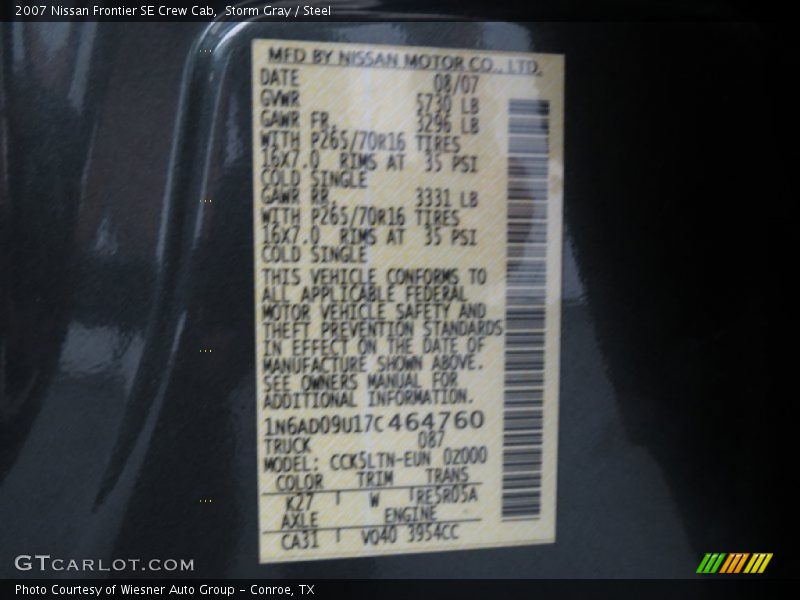 2007 Nissan Frontier SE Crew Cab, Storm Gray / Steel
MFD BY NISSAN MOTOR CO., LTD.
DATE 08/07
GVWR 5730 LB
GAWR FR. 3296 LB
WITH P265/70R16 TIRES
16X7.0 RIMS AT 35 PSI
COLD SINGLE
GAWR RR. 3331 LB
WITH P265/70R16 TIRES
16X7.0 RIMS AT 35 PSI
COLD SINGLE
THIS VEHICLE CONFORMS TO
ALL APPLICABLE FEDERAL
MOTOR VEHICLE SAFETY AND
THEFT PREVENTION STANDARDS
IN EFFECT ON THE DATE OF
MANUFACTURE SHOWN ABOVE.
SEE OWNERS MANUAL FOR
ADDITIONAL INFORMATION.
1N6AD09U17C464760
TRUCK 087
MODEL: CCK5LTN-EUN 02000
COLOR TRIM TRANS
K27 W RE5R05A
AXLE ENGINE
CA31 VQ40 3954CC
GTCARLOT.COM
Photo Courtesy of Wiesner Auto Group - Conroe, TX